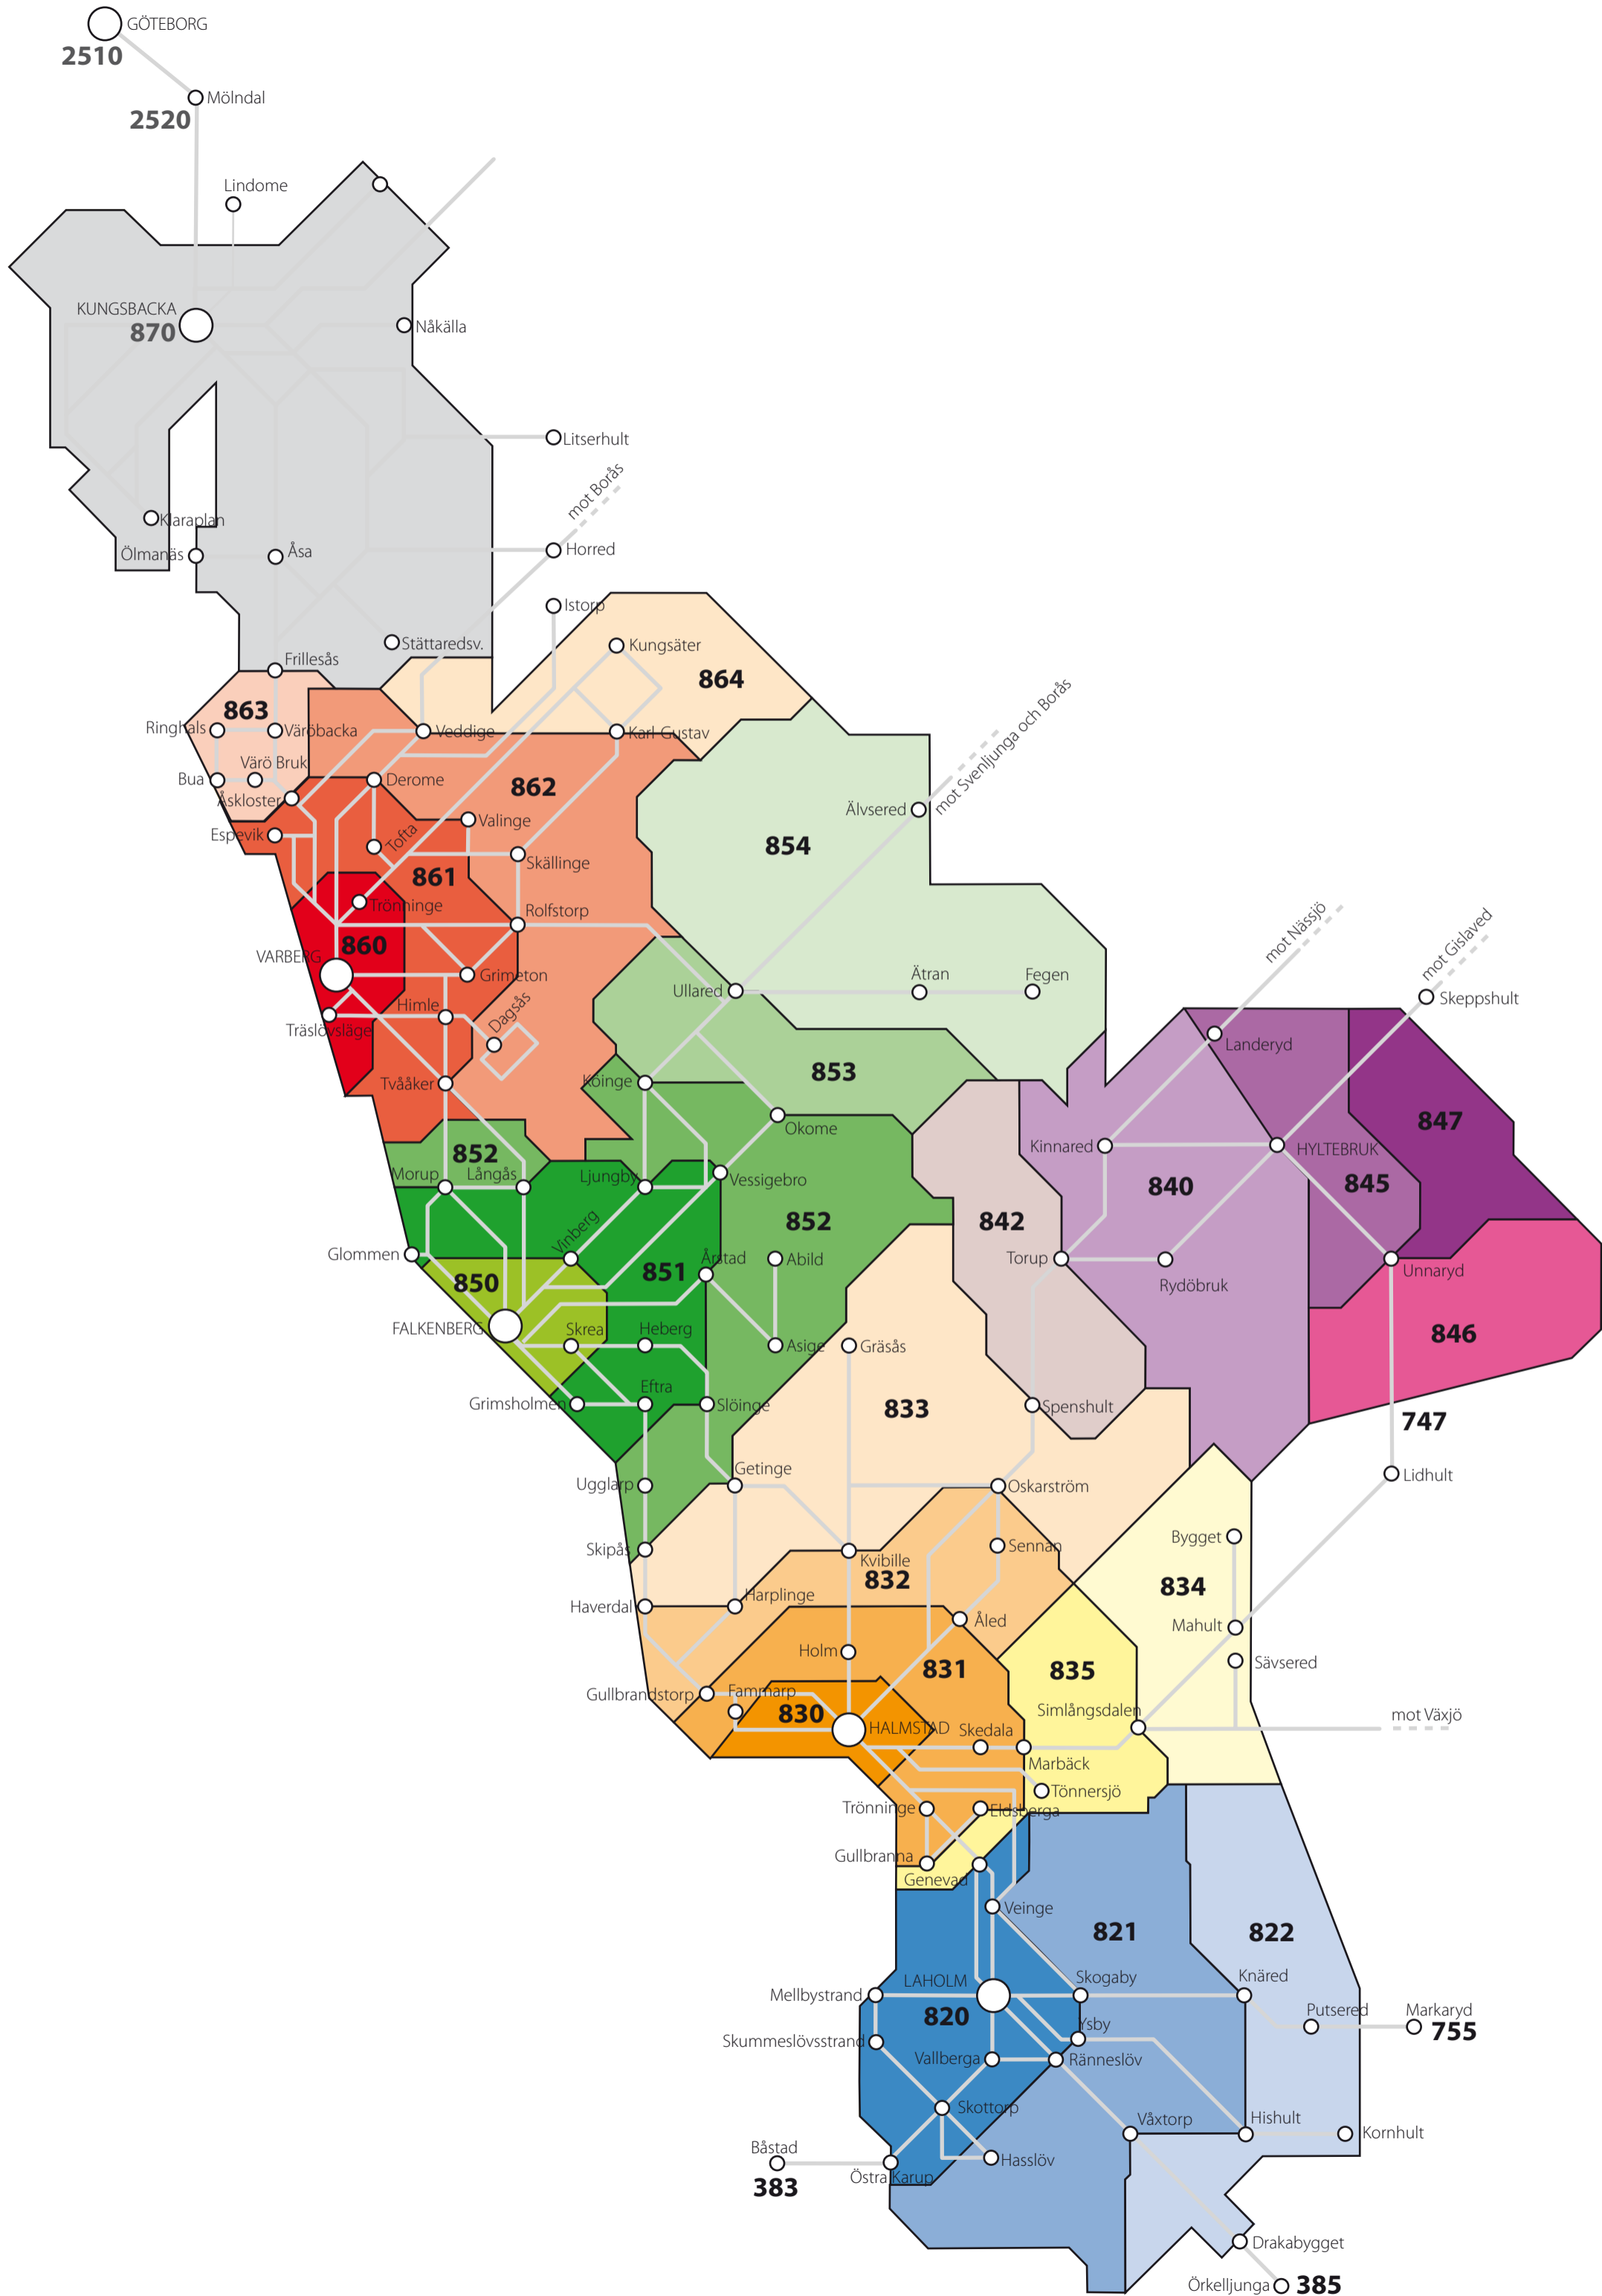 GÖTEBORG
2510
Mölndal
2520
Lindome
KUNGSBACKA
870
Nåkälla
Litserhult
mot Borås
Klaraplan
Ölmanäs
Åsa
Horred
Istorp
Stättaredsv.
Kungsäter
Frillesås
864
863
Ringhals
Väröbacka
Veddige
Karl Gustav
mot Svenljunga och Borås
Värö Bruk
Bua
Derome
862
Åskloster
Älvsered
Espevik
Tofta
Valinge
854
Skällinge
861
Trönninge
Rolfstorp
mot Nässjö
mot Gislaved
860
VARBERG
Grimeton
Ullared
Ätran
Fegen
Skeppshult
Himle
Dagsås
Träslövsläge
Landeryd
853
Tvååker
Köinge
Okome
847
852
Kinnared
HYLTEBRUK
Morup
Långås
Ljungby
Vessigebro
840
845
852
842
Vinberg
Glommen
Årstad
Abild
Torup
Rydöbruk
Unnaryd
850
851
FALKENBERG
Skrea
Heberg
Asige
Gräsås
846
Grimsholmen
Eftra
Slöinge
833
Spenshult
747
Getinge
Ugglarp
Oskarström
Lidhult
Skipås
Kvibille
Sennan
Bygget
832
834
Haverdal
Harplinge
Åled
Mahult
Holm
831
835
Sävsered
Gullbrandstorp
Fammarp
830
HALMSTAD
Skedala
Simlångsdalen
mot Växjö
Marbäck
Tönnersjö
Trönninge
Eldsberga
Gullbranna
Genevad
Veinge
821
822
LAHOLM
Mellbystrand
Skogaby
Knäred
820
Putsered
Markaryd
755
Skummeslövsstrand
Ysby
Vallberga
Ränneslöv
Skottorp
Våxtorp
Hishult
Kornhult
Båstad
383
Östra Karup
Hasslöv
Drakabygget
Örkelljunga
385